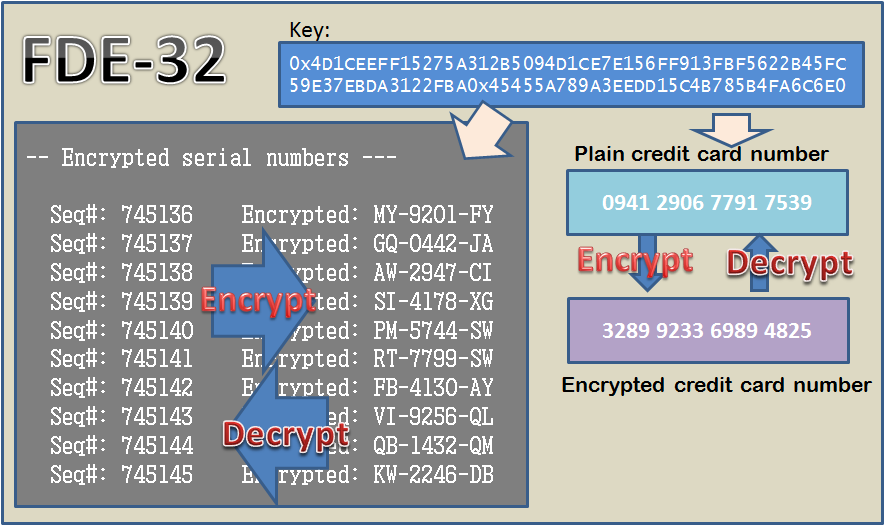 FDE-32
Key:
0x4D1CEEFF15275A312B5094D1CE7E156FF913FBF5622B45FC
59E37EBDA3122FBA0x45455A789A3EEDD15C4B785B4FA6C6E0
-- Encrypted serial numbers ---
Seq#: 745136 Encrypted: MY-9201-FY
Seq#: 745137 Encrypted: GQ-0442-JA
Seq#: 745138 Encrypted: AW-2947-CI
Seq#: 745139 Encrypted: SI-4178-XG
Seq#: 745140 Encrypted: PM-5744-SW
Seq#: 745141 Encrypted: RT-7799-SW
Seq#: 745142 Encrypted: FB-4130-AY
Seq#: 745143 Encrypted: VI-9256-QL
Seq#: 745144 Encrypted: QB-1432-QM
Seq#: 745145 Encrypted: KW-2246-DB
Encrypt
Decrypt
Plain credit card number
0941 2906 7791 7539
Encrypt Decrypt
3289 9233 6989 4825
Encrypted credit card number